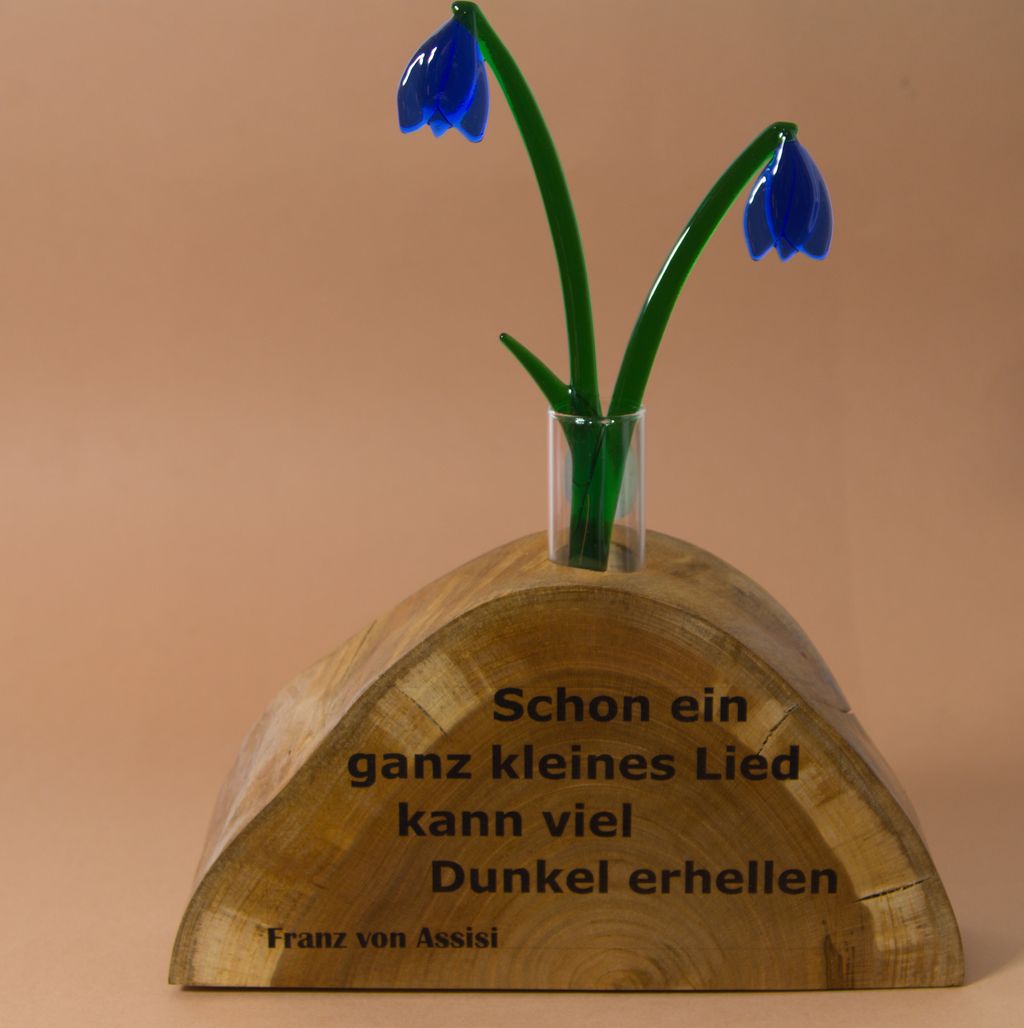 Schon ein
ganz kleines Lied
kann viel
Dunkel erhellen
Franz von Assisi